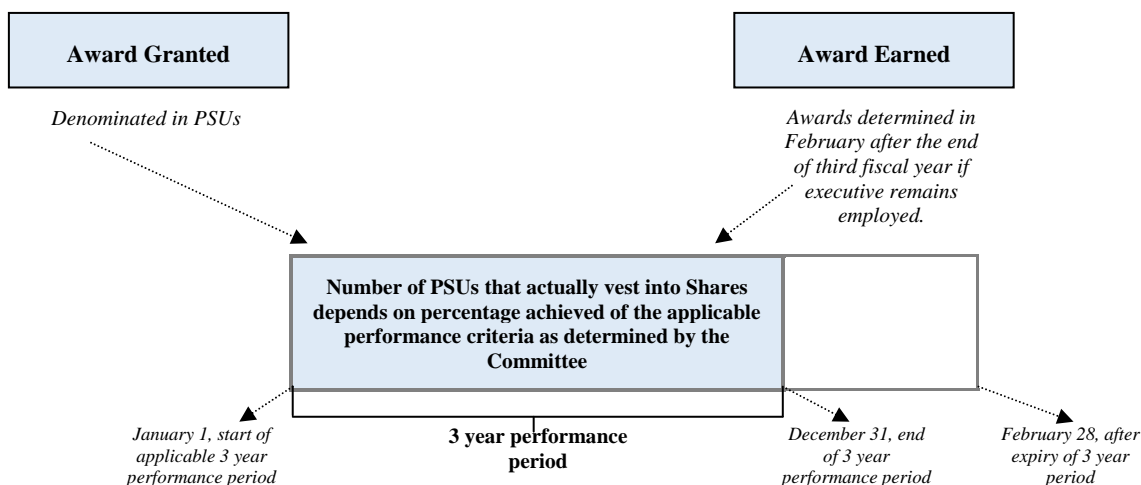 Award Granted
Award Earned
Denominated in PSUs
Awards determined in
February after the end
of third fiscal year if
executive remains
employed.
Number of PSUs that actually vest into Shares
depends on percentage achieved of the applicable
performance criteria as determined by the
Committee
January 1, start of
applicable 3 year
performance period
3 year performance
period
December 31, end
of 3 year
performance period
February 28, after
expiry of 3 year
period